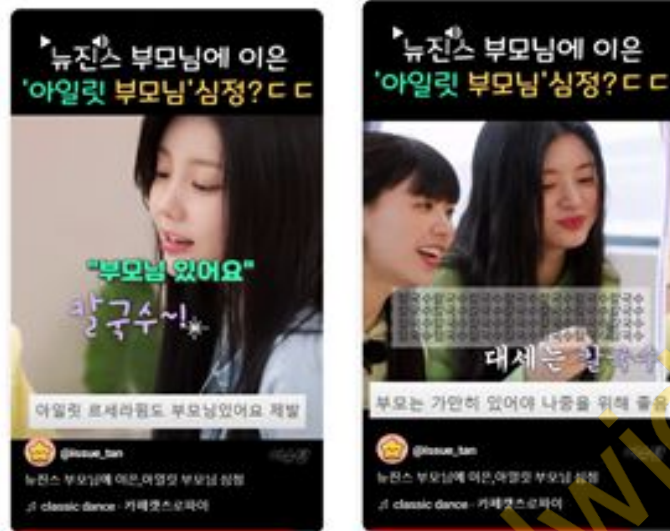 뉴진스 부모님에 이은
'아일릿 부모님'심정?ㄷㄷ
"부모님 있어요"
칼국수~!
아일릿 르세라핌도 부모님있어요 제발
@issue_tan
뉴진스 부모님에 이은,아일릿 부모님 심정
classic dance · 카페캣츠로파이
뉴진스 부모님에 이은
'아일릿 부모님'심정?ㄷㄷ
대세는 칼국수
부모는 가만히 있어야 나중을 위해 좋음
@issue_tan
뉴진스 부모님에 이은,아일릿 부모님 심정
classic dance · 카페캣츠로파이